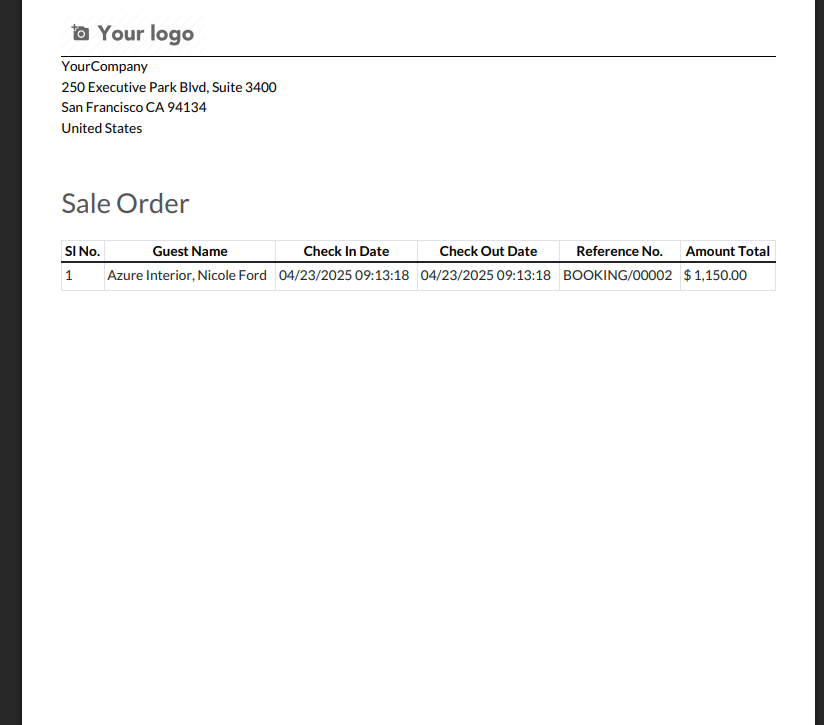 Your logo
YourCompany
250 Executive Park Blvd, Suite 3400
San Francisco CA 94134
United States
Sale Order
Sl No. Guest Name Check In Date Check Out Date Reference No. Amount Total
1 Azure Interior, Nicole Ford 04/23/2025 09:13:18 04/23/2025 09:13:18 BOOKING/00002 $ 1,150.00